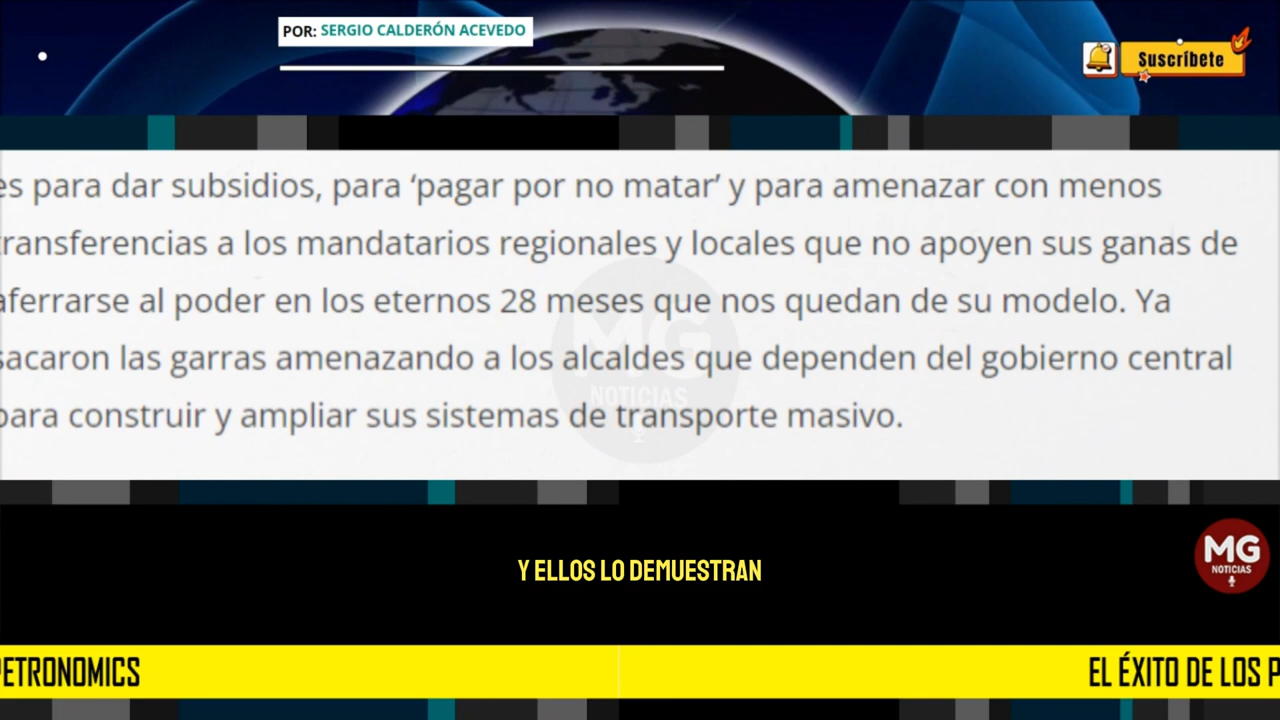 POR: SERGIO CALDERÓN ACEVEDO
Suscríbete
es para dar subsidios, para ‘pagar por no matar’ y para amenazar con menos
transferencias a los mandatarios regionales y locales que no apoyen sus ganas de
aferrarse al poder en los eternos 28 meses que nos quedan de su modelo. Ya
sacaron las garras amenazando a los alcaldes que dependen del gobierno central
para construir y ampliar sus sistemas de transporte masivo.
MG
NOTICIAS
Y ELLOS LO DEMUESTRAN
MG
NOTICIAS
PETRONOMICS
EL ÉXITO DE LOS P